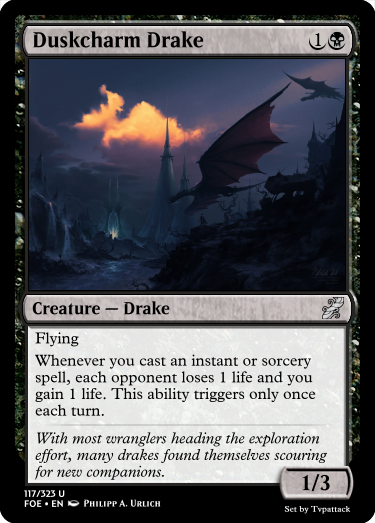 Duskcharm Drake 1
Creature — Drake
Flying
Whenever you cast an instant or sorcery
spell, each opponent loses 1 life and you
gain 1 life. This ability triggers only once
each turn.
With most wranglers heading the exploration
effort, many drakes found themselves scouring
for new companions.
1/3
117/323 U
FOE • EN Philipp A. Urlich
Set by Tvpattack